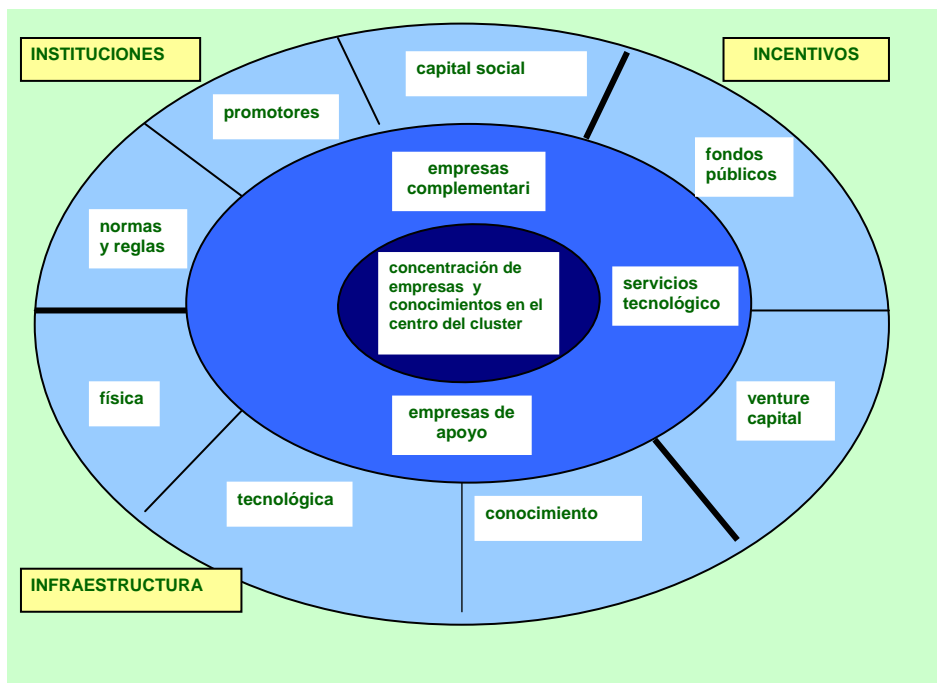 INSTITUCIONES
INCENTIVOS
capital social
promotores
fondos
públicos
empresas
complementari
normas
y reglas
concentración de
empresas y
conocimientos en el
centro del cluster
servicios
tecnológico
física
empresas de
apoyo
venture
capital
tecnológica
conocimiento
INFRAESTRUCTURA